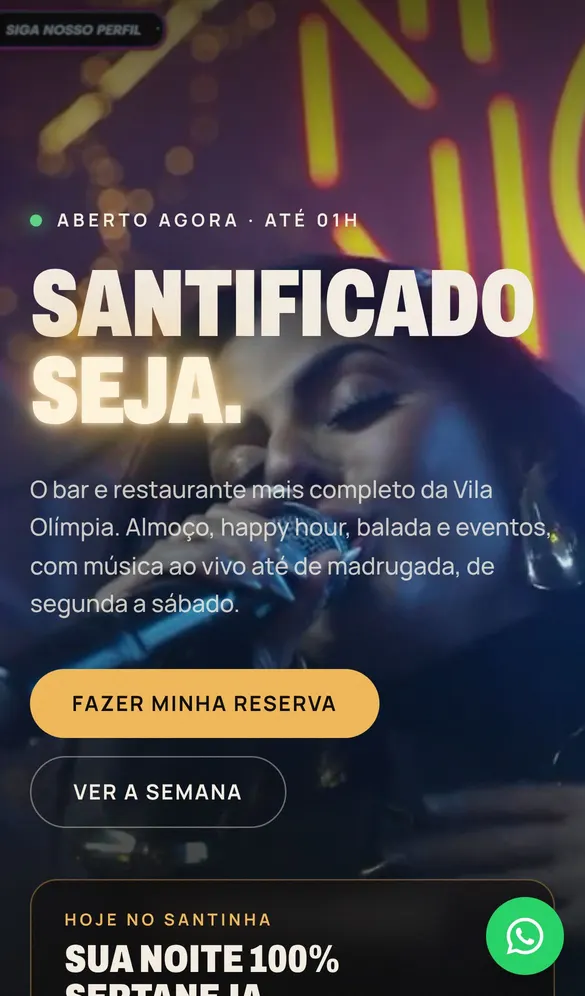 SIGA NOSSO PERFIL
ABERTO AGORA · ATÉ 01H
SANTIFICADO
SEJA.
O bar e restaurante mais completo da Vila
Olímpia. Almoço, happy hour, balada e eventos,
com música ao vivo até de madrugada, de
segunda a sábado.
FAZER MINHA RESERVA
VER A SEMANA
HOJE NO SANTINHA
SUA NOITE 100%
SERTANEJA